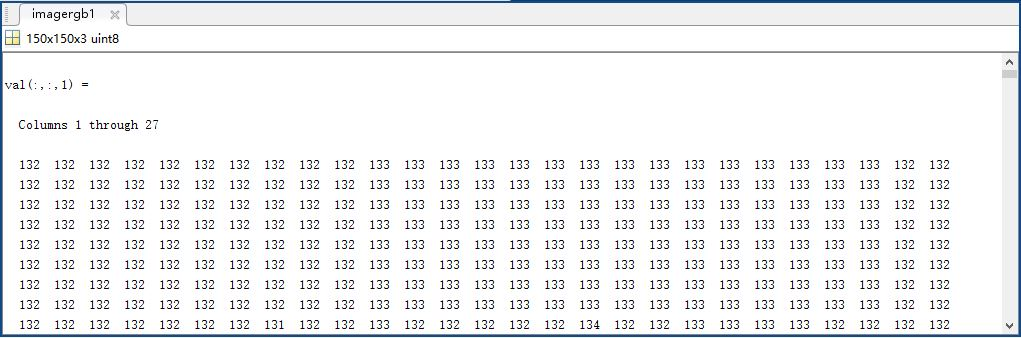 imagergb1
150x150x3 uint8
val(:,:,1) =
Columns 1 through 27
132 132 132 132 132 132 132 132 132 132 133 133 133 133 133 133 133 133 133 133 133 133 133 133 133 132 132
132 132 132 132 132 132 132 132 132 132 133 133 133 133 133 133 133 133 133 133 133 133 133 133 133 132 132
132 132 132 132 132 132 132 132 132 132 133 133 133 133 133 133 133 133 133 133 133 133 133 133 133 132 132
132 132 132 132 132 132 132 132 132 132 133 133 133 133 133 133 133 133 133 133 133 133 133 133 133 132 132
132 132 132 132 132 132 132 132 132 132 133 133 133 133 133 133 133 133 133 133 133 133 133 133 133 132 132
132 132 132 132 132 132 132 132 132 132 133 133 133 133 133 133 133 133 133 133 133 133 133 133 133 132 132
132 132 132 132 132 132 132 132 132 132 133 133 133 133 133 133 133 133 133 133 133 133 133 133 133 132 132
132 132 132 132 132 132 132 132 132 132 133 133 133 133 133 133 133 133 133 133 133 133 133 133 133 132 132
132 132 132 132 132 132 132 131 132 132 133 132 132 132 132 132 134 132 132 133 133 133 133 132 132 132 132